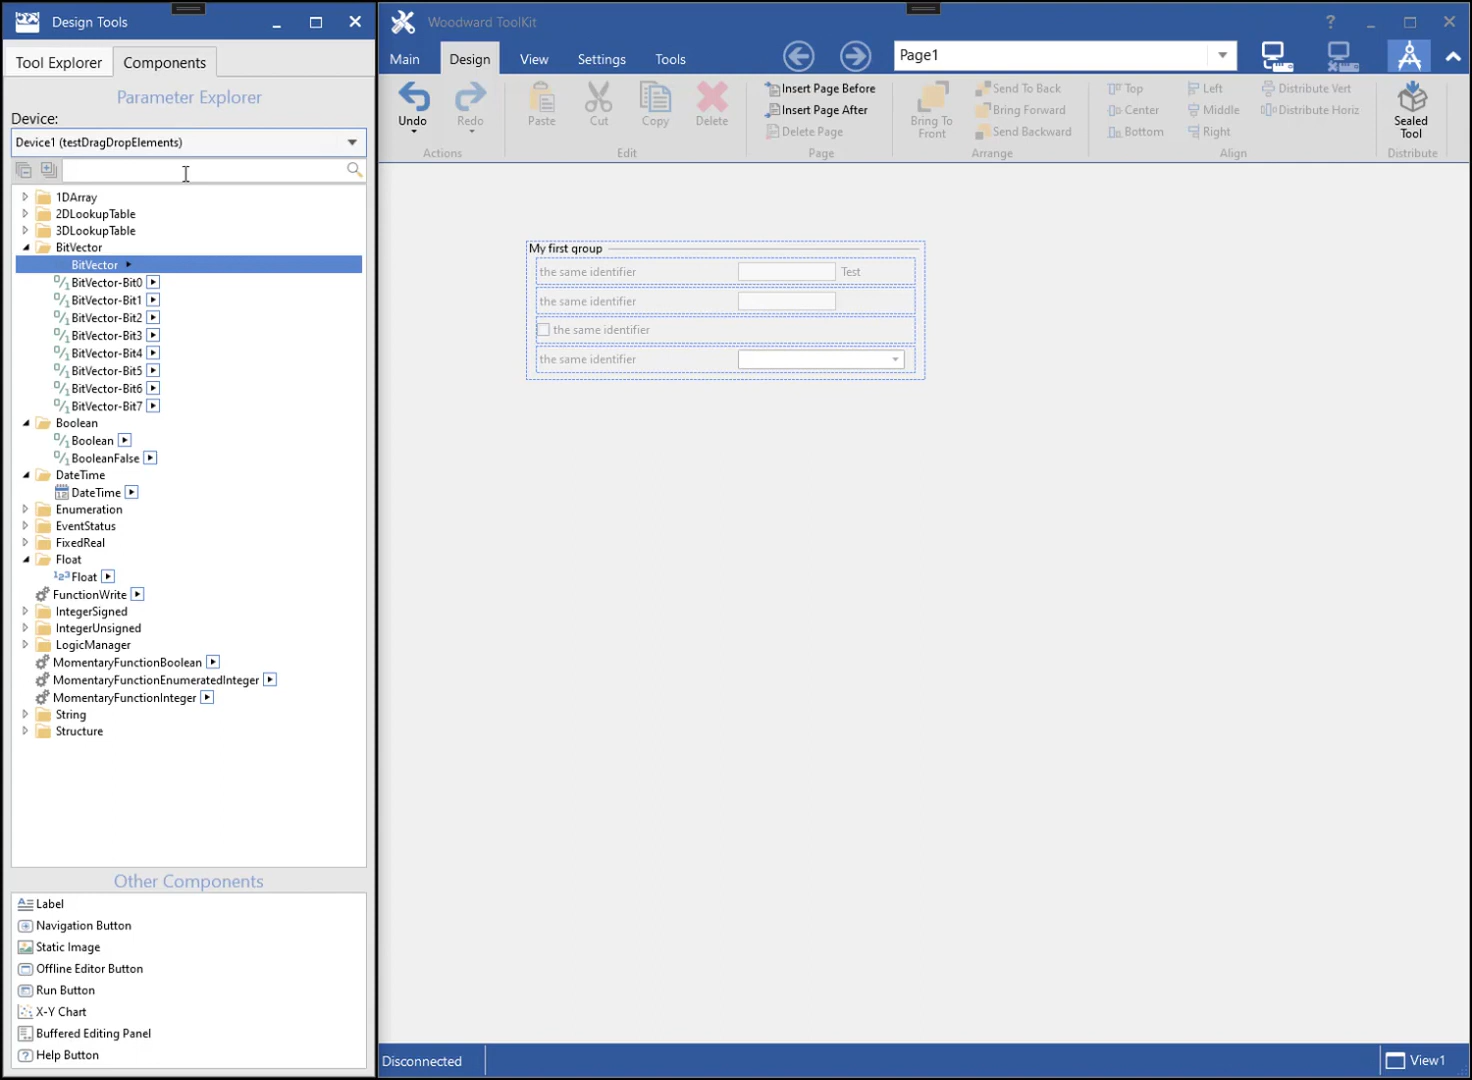 Design Tools
Tool Explorer
Components
Parameter Explorer
Device:
Device1 (testDragDropElements)
1DArray
2DLookupTable
3DLookupTable
BitVector
BitVector
BitVector-Bit0
BitVector-Bit1
BitVector-Bit2
BitVector-Bit3
BitVector-Bit4
BitVector-Bit5
BitVector-Bit6
BitVector-Bit7
Boolean
Boolean
BooleanFalse
DateTime
DateTime
Enumeration
EventStatus
FixedReal
Float
Float
FunctionWrite
IntegerSigned
IntegerUnsigned
LogicManager
MomentaryFunctionBoolean
MomentaryFunctionEnumeratedInteger
MomentaryFunctionInteger
String
Structure
Other Components
Label
Navigation Button
Static Image
Offline Editor Button
Run Button
X-Y Chart
Buffered Editing Panel
Help Button
Woodward ToolKit
Main
Design
View
Settings
Tools
Page1
Undo
Redo
Actions
Paste
Cut
Copy
Delete
Edit
Insert Page Before
Insert Page After
Delete Page
Page
Bring To
Front
Send To Back
Bring Forward
Send Backward
Arrange
Top
Center
Bottom
Left
Middle
Right
Distribute Vert
Distribute Horiz
Align
Sealed
Tool
Distribute
My first group
the same identifier
Test
the same identifier
the same identifier
the same identifier
Disconnected
View1